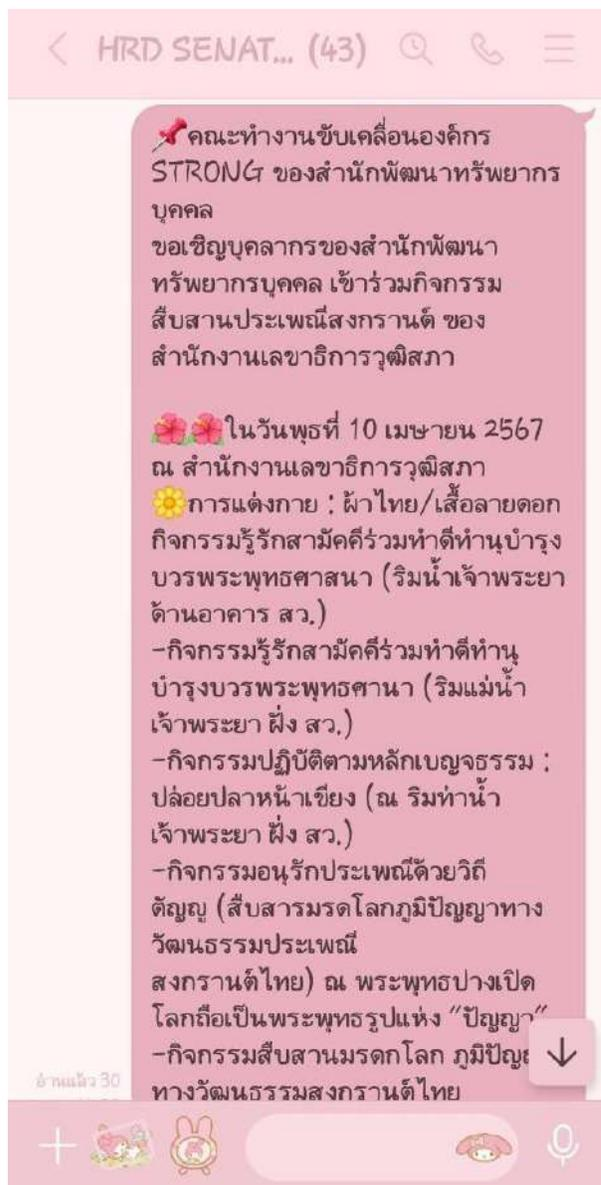 HRD SENAT... (43)
📌คณะทำงานขับเคลื่อนองค์กร
STRONG ของสำนักพัฒนาทรัพยากร
บุคคล
ขอเชิญบุคลากรของสำนักพัฒนา
ทรัพยากรบุคคล เข้าร่วมกิจกรรม
สืบสานประเพณีสงกรานต์ ของ
สำนักงานเลขาธิการวุฒิสภา
🌺🌺ในวันพุธที่ 10 เมษายน 2567
ณ สำนักงานเลขาธิการวุฒิสภา
🌼การแต่งกาย : ผ้าไทย/เสื้อลายดอก
กิจกรรมรู้รักสามัคคีร่วมทำดีทำนุบำรุง
บวรพระพุทธศาสนา (ริมน้ำเจ้าพระยา
ด้านอาคาร สว.)
-กิจกรรมรู้รักสามัคคีร่วมทำดีทำนุ
บำรุงบวรพระพุทธศานา (ริมแม่น้ำ
เจ้าพระยา ฝั่ง สว.)
-กิจกรรมปฏิบัติตามหลักเบญจธรรม :
ปล่อยปลาหน้าเขียง (ณ ริมท่าน้ำ
เจ้าพระยา ฝั่ง สว.)
-กิจกรรมอนุรักประเพณีด้วยวิถี
ตัญญู (สืบสารมรดโลกภูมิปัญญาทาง
วัฒนธรรมประเพณี
สงกรานต์ไทย) ณ พระพุทธปางเปิด
โลกถือเป็นพระพุทธรูปแห่ง "ปัญญา"
-กิจกรรมสืบสานมรดกโลก
อ่านแล้ว 30
ทางวัฒนธรรมสงกรานต์ไทย